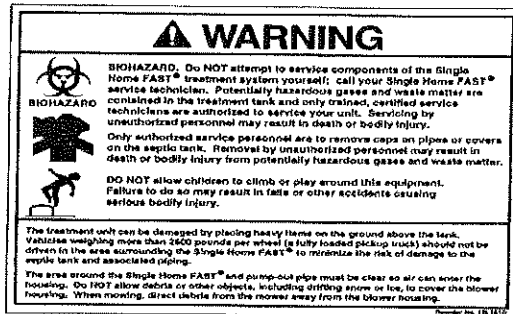 WARNING
BIOHAZARD. Do NOT attempt to service components of the Single
Home FAST® treatment system yourself; call your Single Home FAST®
service technician. Potentially hazardous gases and waste matter are
contained in the treatment tank and only trained, certified service
technicians are authorized to service your unit. Servicing by
unauthorized personnel may result in death or bodily injury.
BIOHAZARD
Only authorized service personnel are to remove caps on pipes or covers
on the septic tank. Removal by unauthorized personnel may result in
death or bodily injury from potentially hazardous gases and waste matter.
DO NOT allow children to climb or play around this equipment.
Failure to do so may result in falls or other accidents causing
serious bodily injury.
The treatment unit can be damaged by placing heavy items on the ground above the tank.
Vehicles weighing more than 2600 pounds per wheel (a fully loaded pickup truck) should not be
driven in the area surrounding the Single Home FAST® to minimize the risk of damage to the
septic tank and associated piping.
The area around the Single Home FAST® and pump-out pipe must be clear so air can enter the
housing. Do NOT allow debris or other objects, including drifting snow or ice, to cover the blower
housing. When mowing, direct debris from the mower away from the blower housing.
Reorder No.